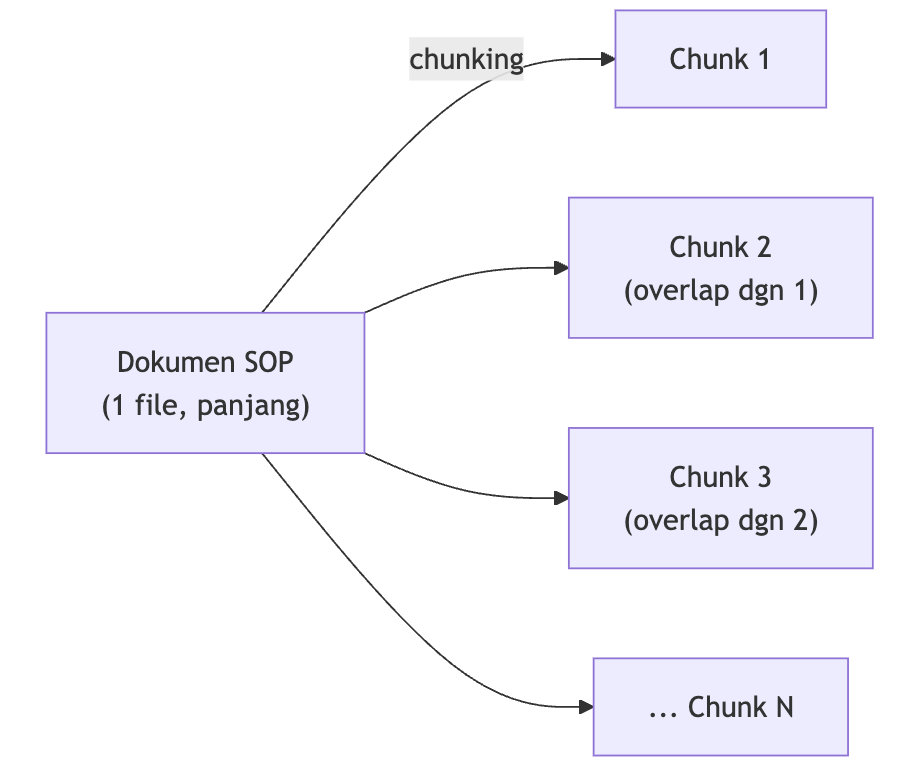 chunking
Chunk 1
Chunk 2
(overlap dgn 1)
Dokumen SOP
(1 file, panjang)
Chunk 3
(overlap dgn 2)
... Chunk N